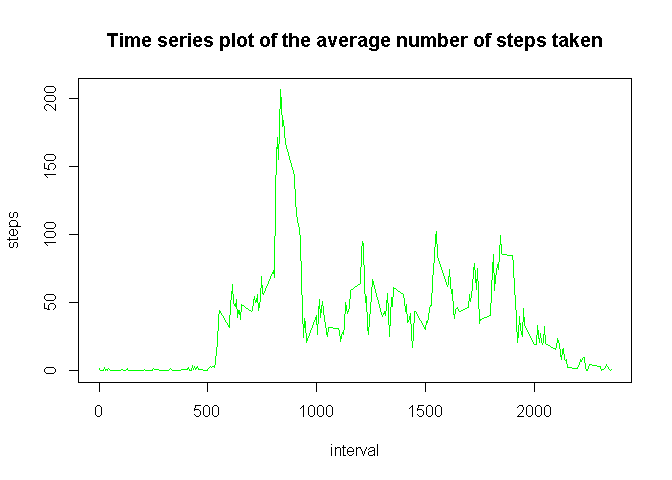 Time series plot of the average number of steps taken
steps
200
150
100
50
0
0 500 1000 1500 2000
interval